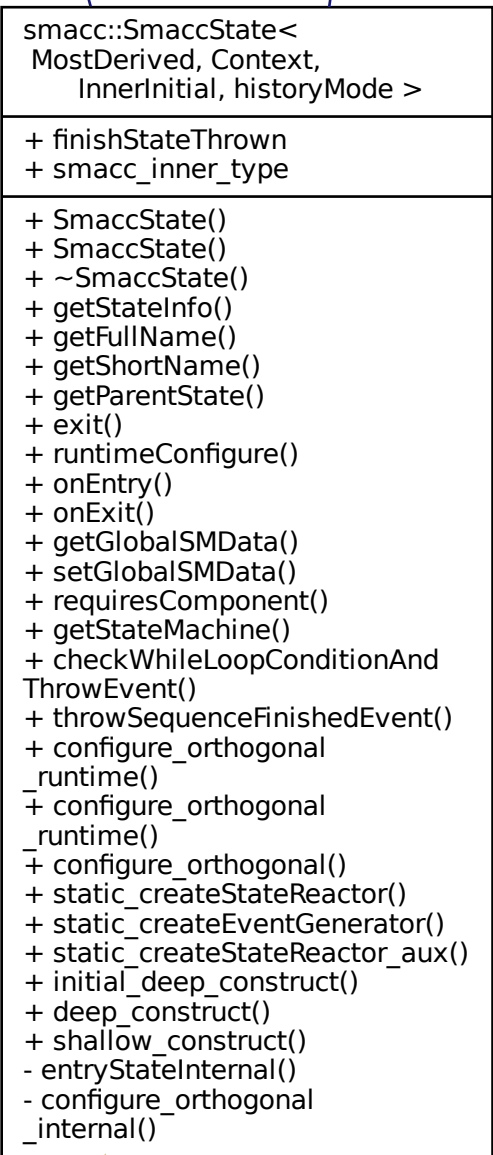 smacc::SmaccState<
MostDerived, Context,
InnerInitial, historyMode >
+ finishStateThrown
+ smacc_inner_type
+ SmaccState()
+ SmaccState()
+ ~SmaccState()
+ getStateInfo()
+ getFullName()
+ getShortName()
+ getParentState()
+ exit()
+ runtimeConfigure()
+ onEntry()
+ onExit()
+ getGlobalSMData()
+ setGlobalSMData()
+ requiresComponent()
+ getStateMachine()
+ checkWhileLoopConditionAnd
ThrowEvent()
+ throwSequenceFinishedEvent()
+ configure_orthogonal
_runtime()
+ configure_orthogonal
_runtime()
+ configure_orthogonal()
+ static_createStateReactor()
+ static_createEventGenerator()
+ static_createStateReactor_aux()
+ initial_deep_construct()
+ deep_construct()
+ shallow_construct()
- entryStateInternal()
- configure_orthogonal
_internal()